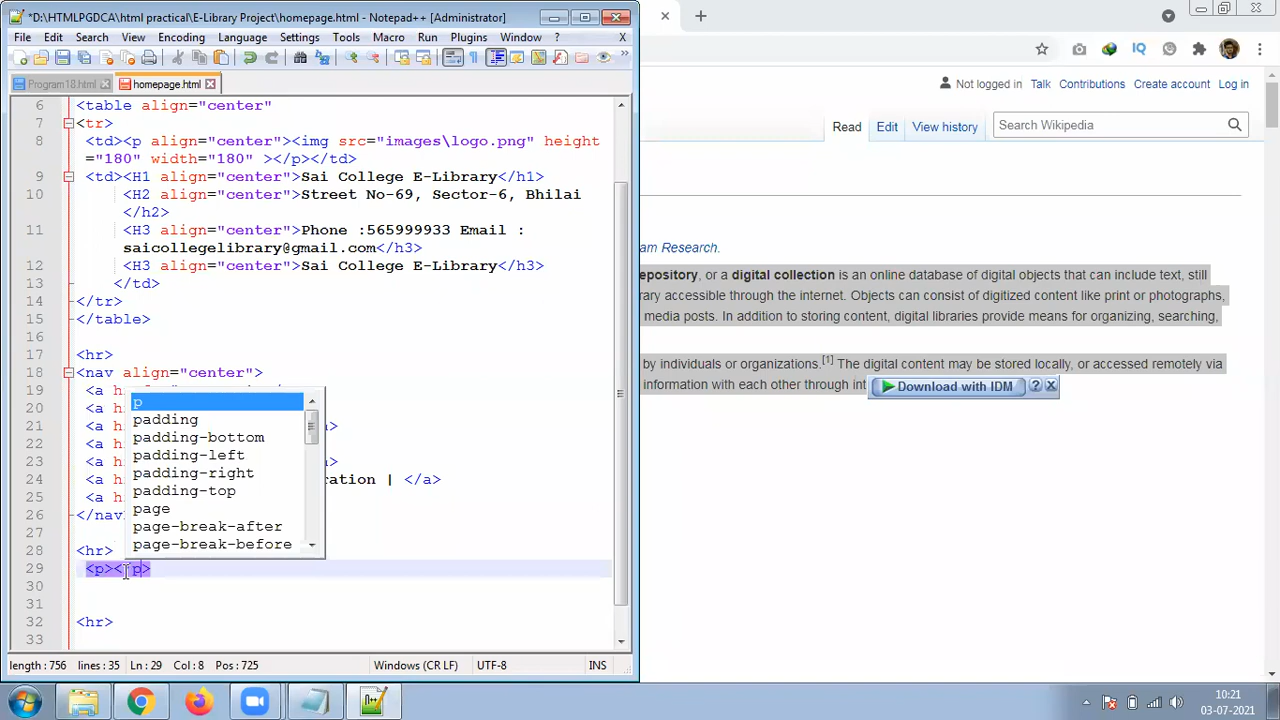 *D:\HTMLPGDCA\html practical\E-Library Project\homepage.html - Notepad++ [Administrator]
File Edit Search View Encoding Language Settings Tools Macro Run Plugins Window ? X
Program18.html homepage.html
6 <table align="center"
7 <tr>
8 <td><p align="center"><img src="images\logo.png" height
="180" width="180" ></p></td>
9 <td><H1 align="center">Sai College E-Library</h1>
10 <H2 align="center">Street No-69, Sector-6, Bhilai
</h2>
11 <H3 align="center">Phone :565999933 Email :
saicollegelibrary@gmail.com</h3>
12 <H3 align="center">Sai College E-Library</h3>
13 </td>
14 </tr>
15 </table>
16
17 <hr>
18 <nav align="center">
19 <a h
20 <a h
21 <a h a>
22 <a h
23 <a h a>
24 <a h ration | </a>
25 <a h
26 </nav
27
28 <hr>
29 <p>< p>
30
31
32 <hr>
33
p
padding
padding-bottom
padding-left
padding-right
padding-top
page
page-break-after
page-break-before
length : 756 lines : 35 Ln : 29 Col : 8 Pos : 725 Windows (CR LF) UTF-8 INS
IQ
Not logged in Talk Contributions Create account Log in
Read Edit View history Search Wikipedia
am Research.
epository, or a digital collection is an online database of digital objects that can include text, still
rary accessible through the internet. Objects can consist of digitized content like print or photographs,
media posts. In addition to storing content, digital libraries provide means for organizing, searching,
by individuals or organizations.[1] The digital content may be stored locally, or accessed remotely via
information with each other through int
Download with IDM ?
10:21
03-07-2021